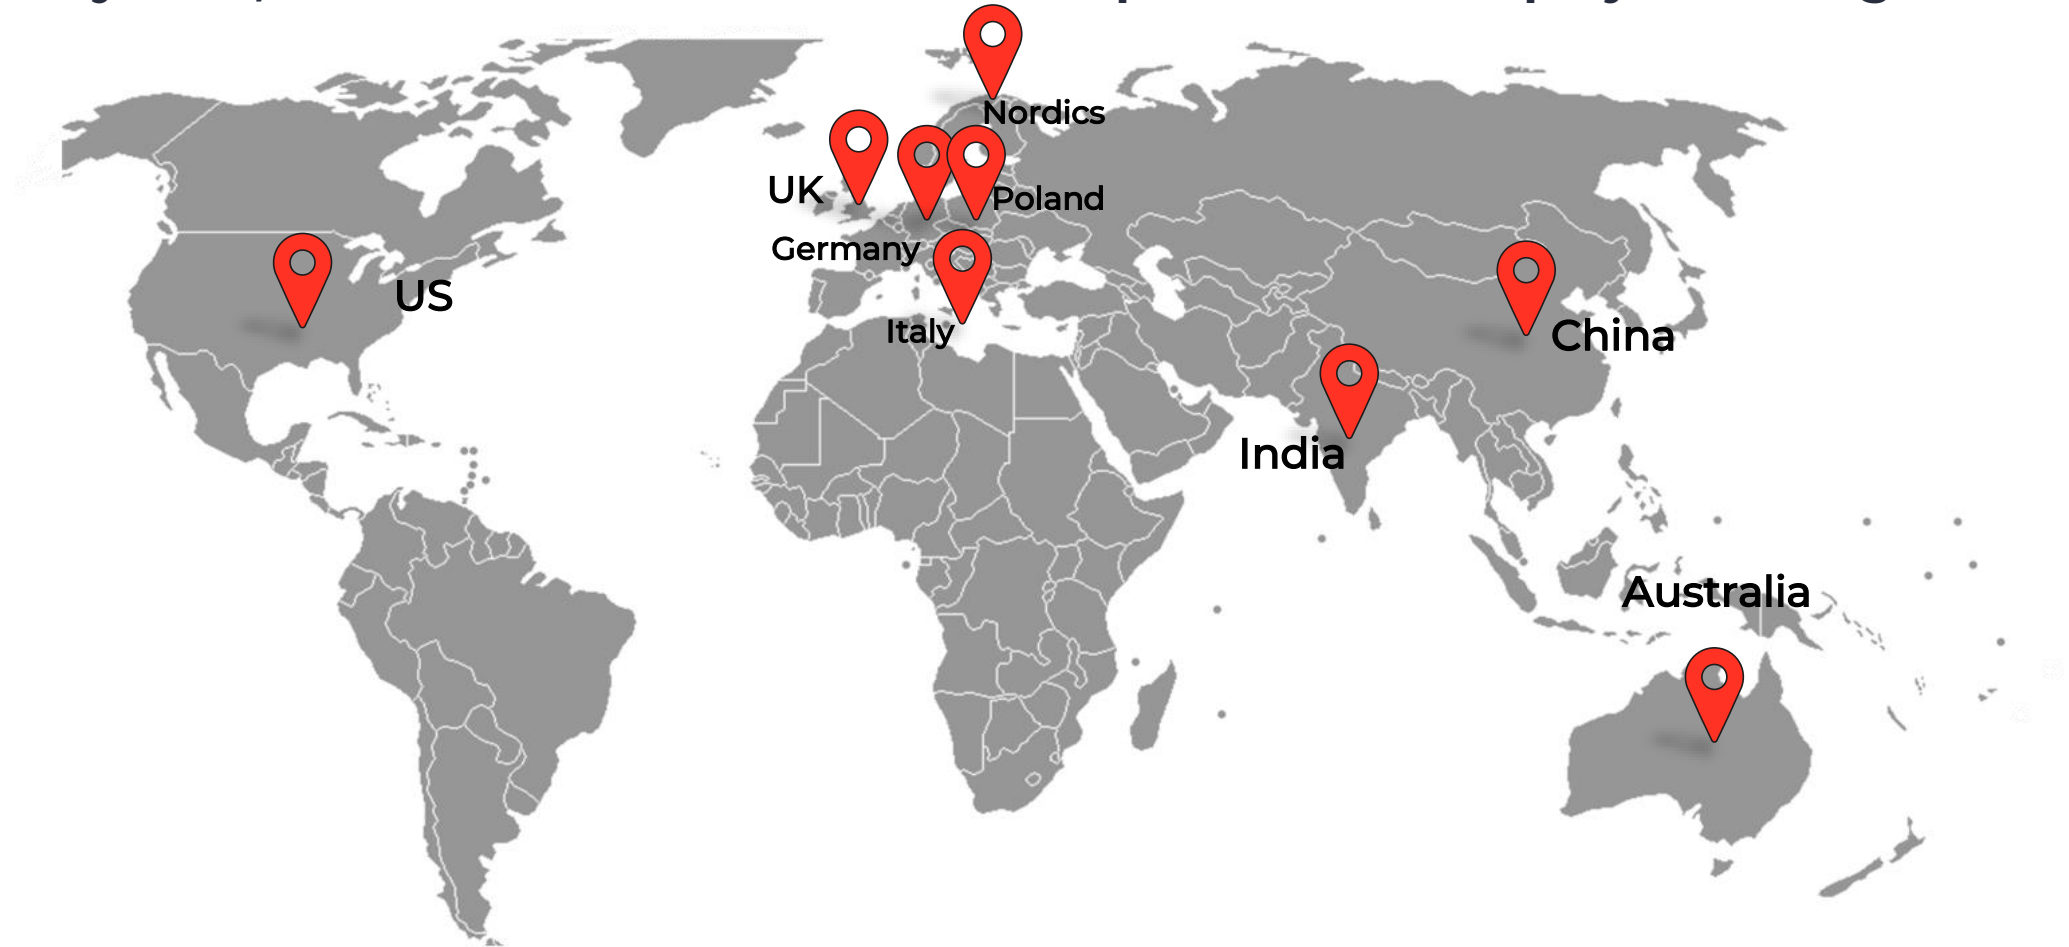 Nordics
UK
Poland
Germany
US
Italy
China
India
Australia